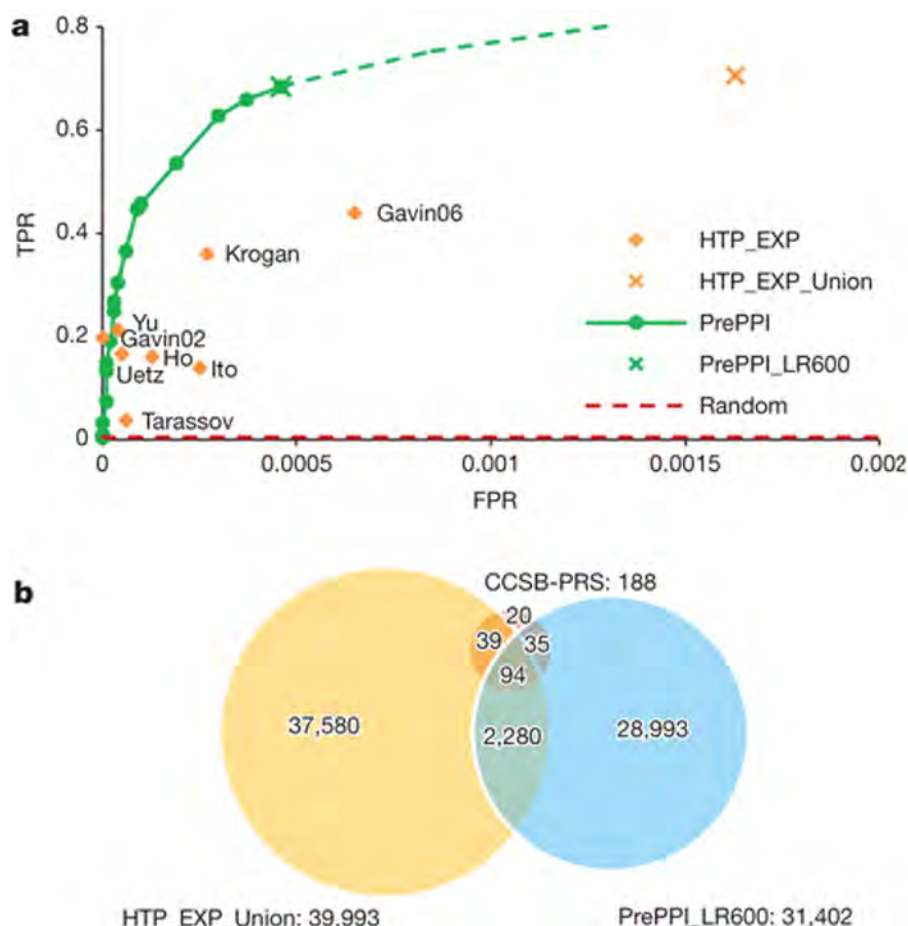 a
0.8
0.6
0.4
0.2
0
TPR
Gavin06
Krogan
Yu
Gavin02
Ho
Ito
Uetz
Tarassov
HTP_EXP
HTP_EXP_Union
PrePPI
PrePPI_LR600
Random
0 0.0005 0.001 0.0015 0.002
FPR
b
CCSB-PRS: 188
20
39 35
94
37,580 2,280 28,993
HTP_EXP_Union: 39,993 PrePPI_LR600: 31,402